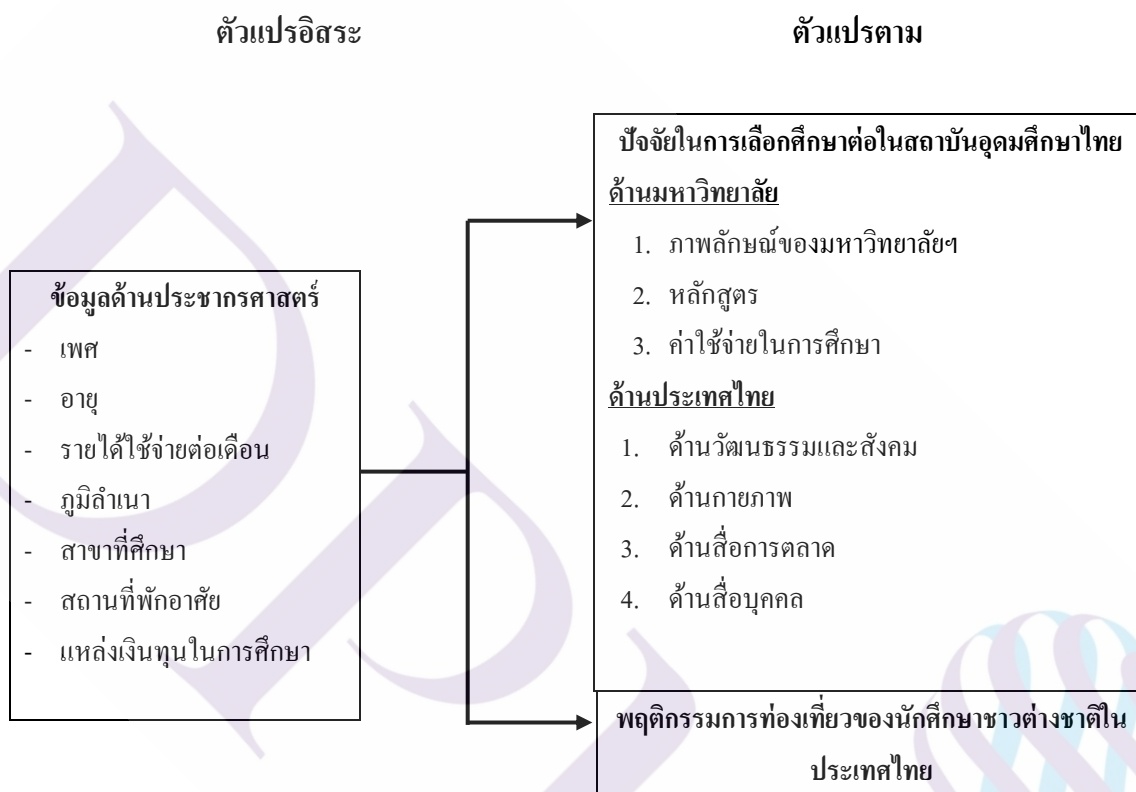 ตัวแปรอิสระ
ตัวแปรตาม
ข้อมูลด้านประชากรศาสตร์
- เพศ
- อายุ
- รายได้ใช้จ่ายต่อเดือน
- ภูมิลำเนา
- สาขาที่ศึกษา
- สถานที่พักอาศัย
- แหล่งเงินทุนในการศึกษา
ปัจจัยในการเลือกศึกษาต่อในสถาบันอุดมศึกษาไทย
ด้านมหาวิทยาลัย
1. ภาพลักษณ์ของมหาวิทยาลัยฯ
2. หลักสูตร
3. ค่าใช้จ่ายในการศึกษา
ด้านประเทศไทย
1. ด้านวัฒนธรรมและสังคม
2. ด้านกายภาพ
3. ด้านสื่อการตลาด
4. ด้านสื่อบุคคล
พฤติกรรมการท่องเที่ยวของนักศึกษาชาวต่างชาติใน
ประเทศไทย